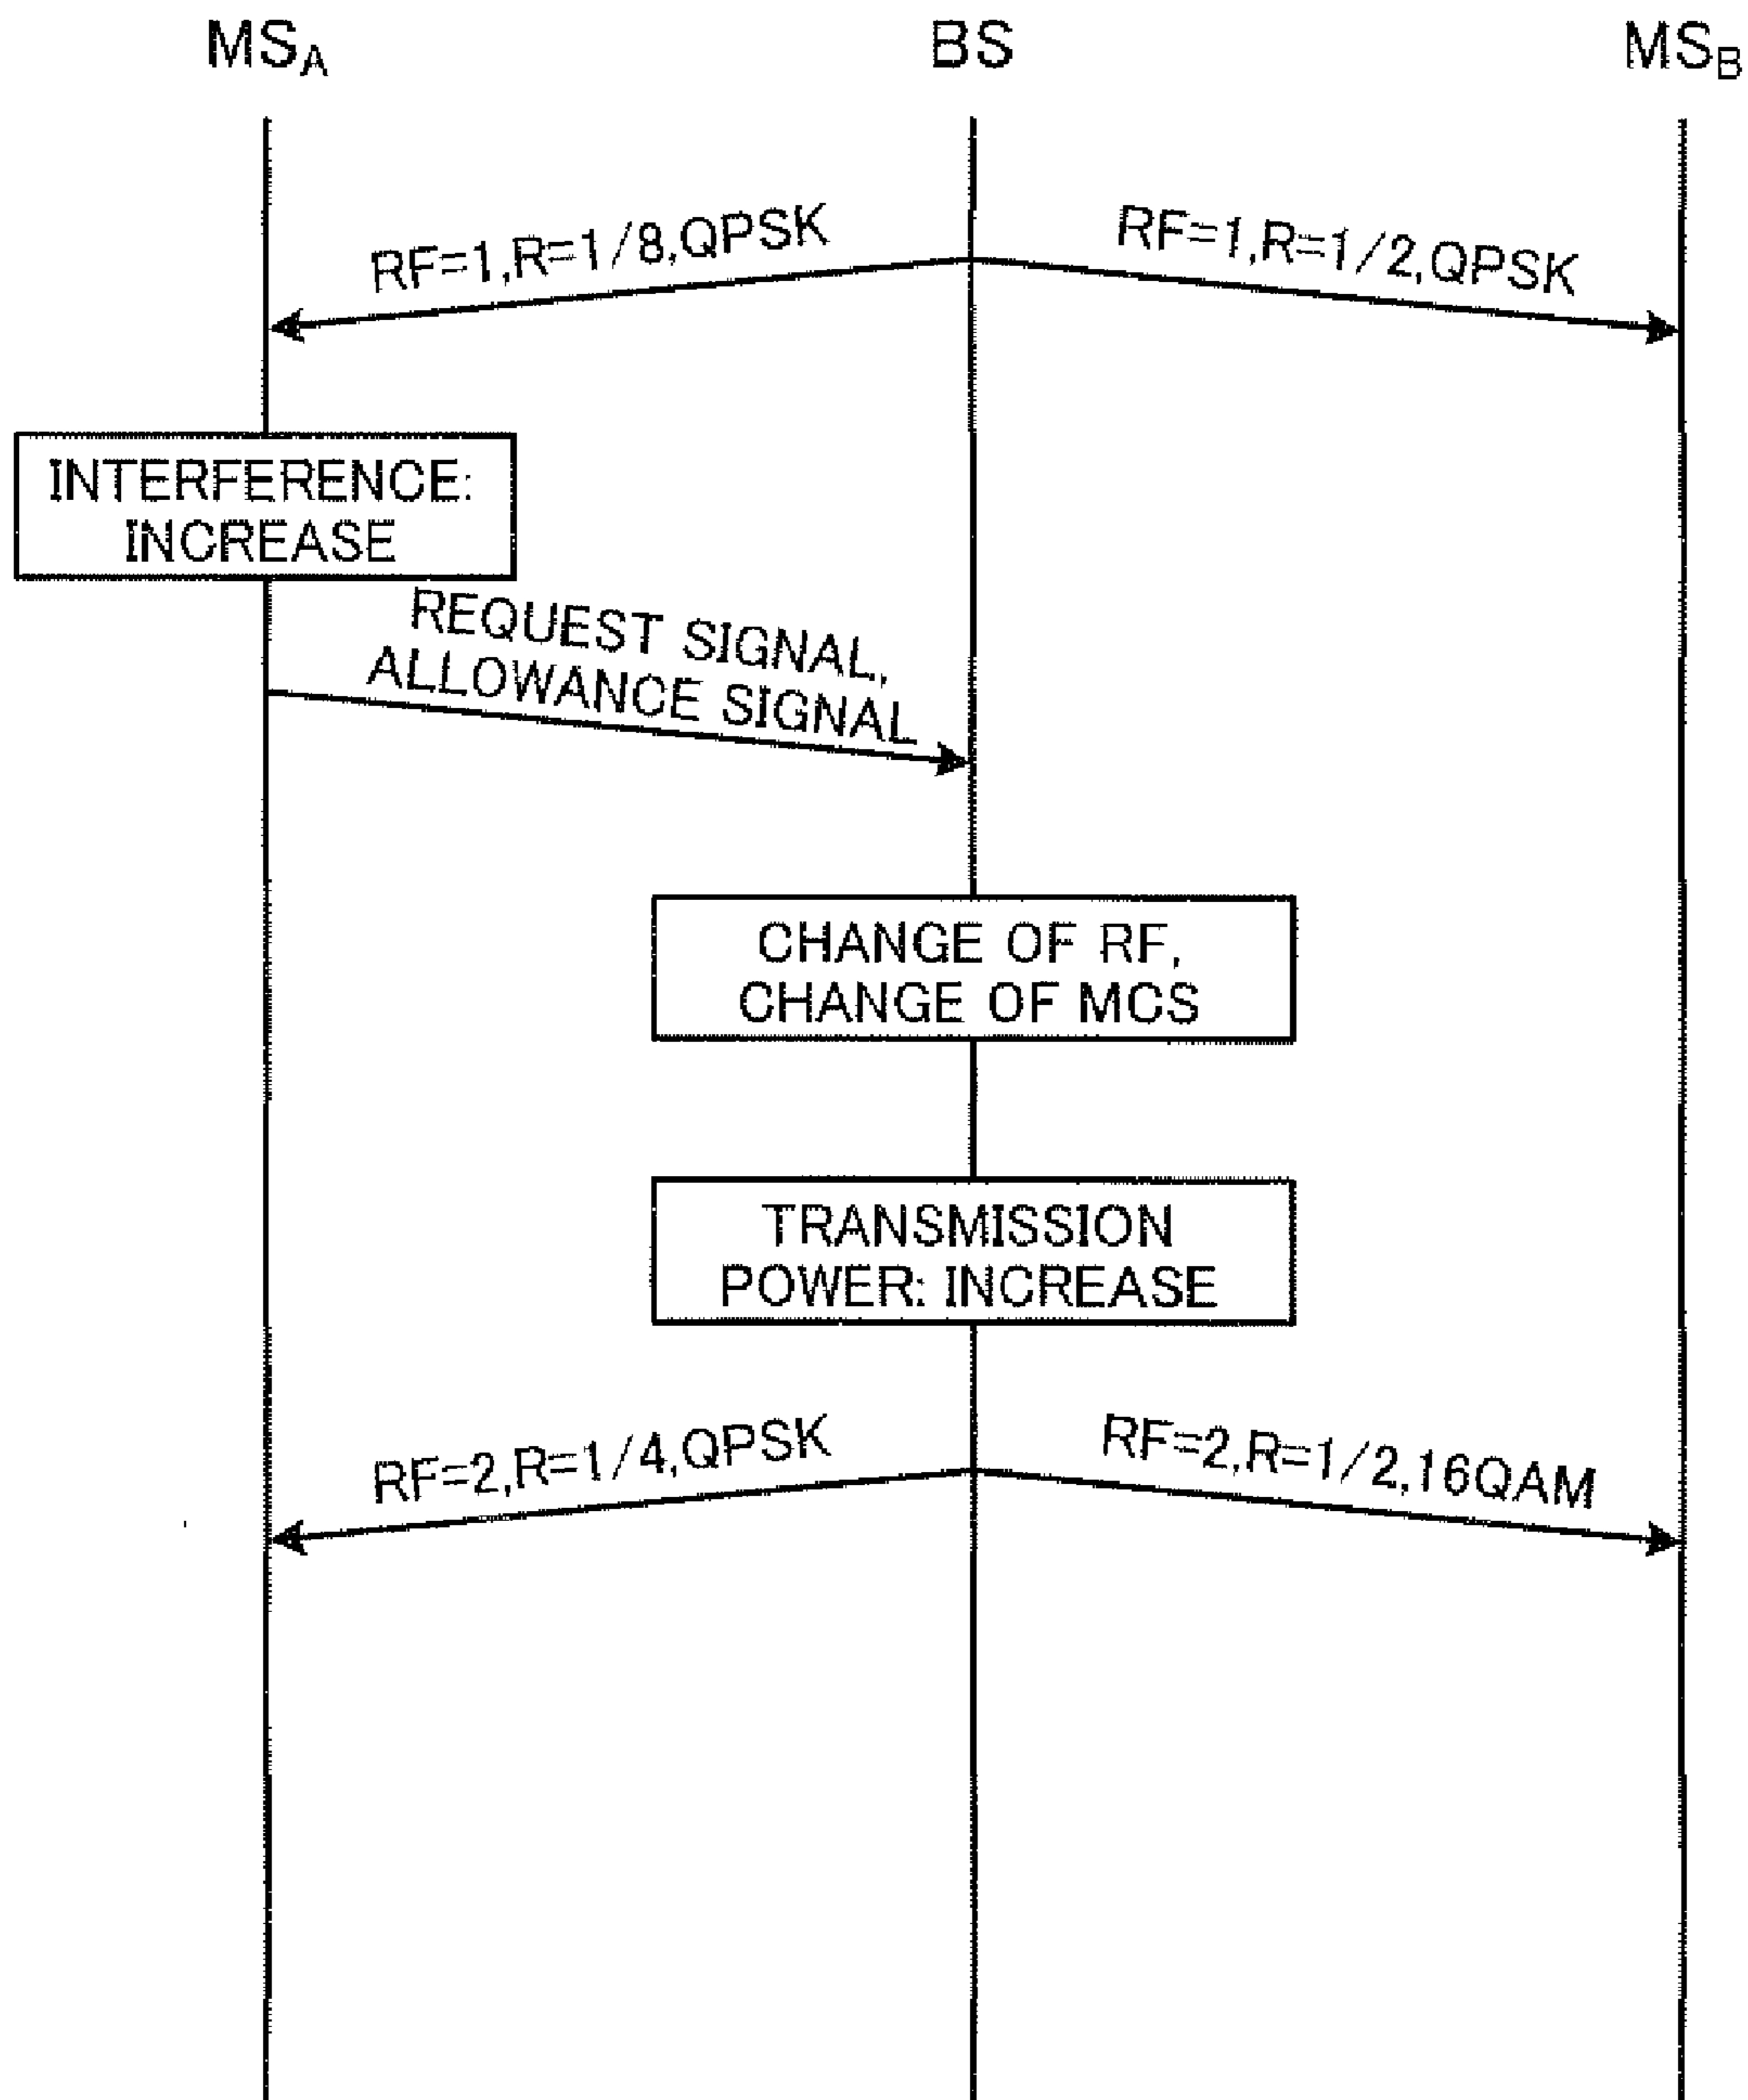 MSA
BS
MSB
RF=1,R=1/8,QPSK
RF=1,R=1/2,QPSK
INTERFERENCE:
INCREASE
REQUEST SIGNAL,
ALLOWANCE SIGNAL
CHANGE OF RF,
CHANGE OF MCS
TRANSMISSION
POWER: INCREASE
RF=2,R=1/4,QPSK
RF=2,R=1/2,16QAM